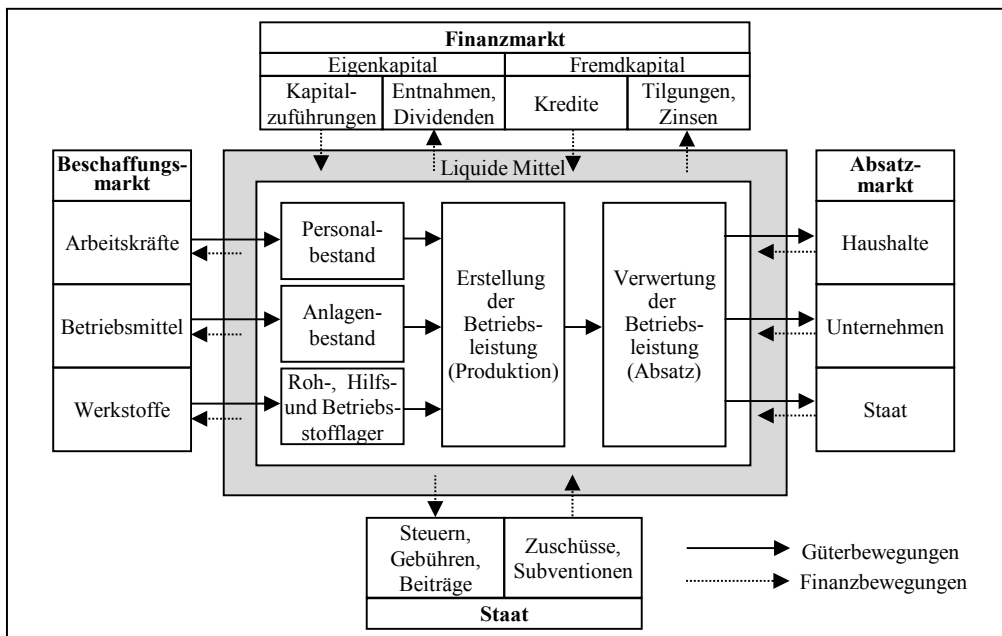 Finanzmarkt
Eigenkapital
Fremdkapital
Kapital-
zuführungen
Entnahmen,
Dividenden
Kredite
Tilgungen,
Zinsen
Beschaffungs-
markt
Arbeitskräfte
Betriebsmittel
Werkstoffe
Liquide Mittel
Personal-
bestand
Anlagen-
bestand
Roh-, Hilfs-
und Betriebs-
stofflager
Erstellung
der
Betriebs-
leistung
(Produktion)
Verwertung
der
Betriebs-
leistung
(Absatz)
Absatz-
markt
Haushalte
Unternehmen
Staat
Steuern,
Gebühren,
Beiträge
Zuschüsse,
Subventionen
Staat
Güterbewegungen
Finanzbewegungen